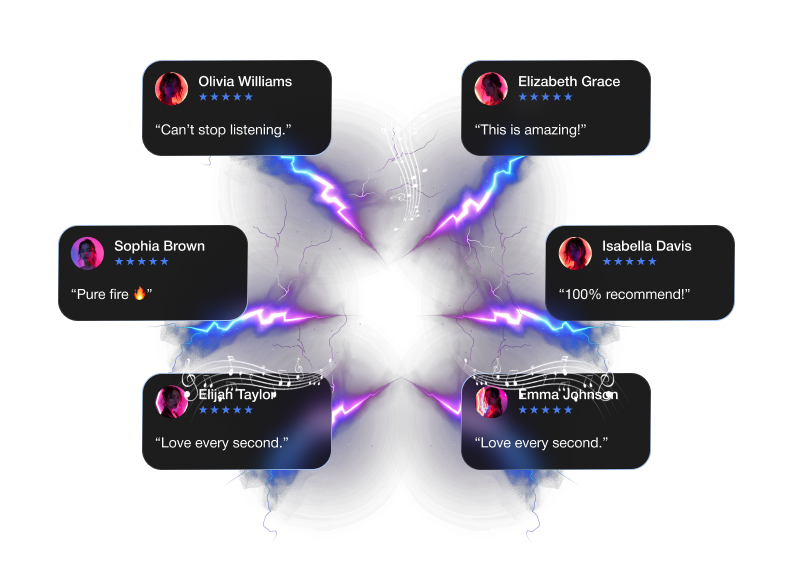 Olivia Williams
★★★★★
“Can’t stop listening.”
Elizabeth Grace
★★★★★
“This is amazing!”
Sophia Brown
★★★★★
“Pure fire 🔥”
Isabella Davis
★★★★★
“100% recommend!”
Elijah Taylor
★★★★★
“Love every second.”
Emma Johnson
★★★★★
“Love every second.”